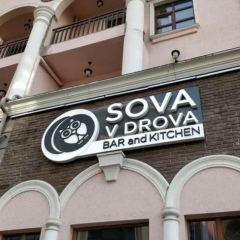 SOVA
V DROVA
BAR and KITCHEN